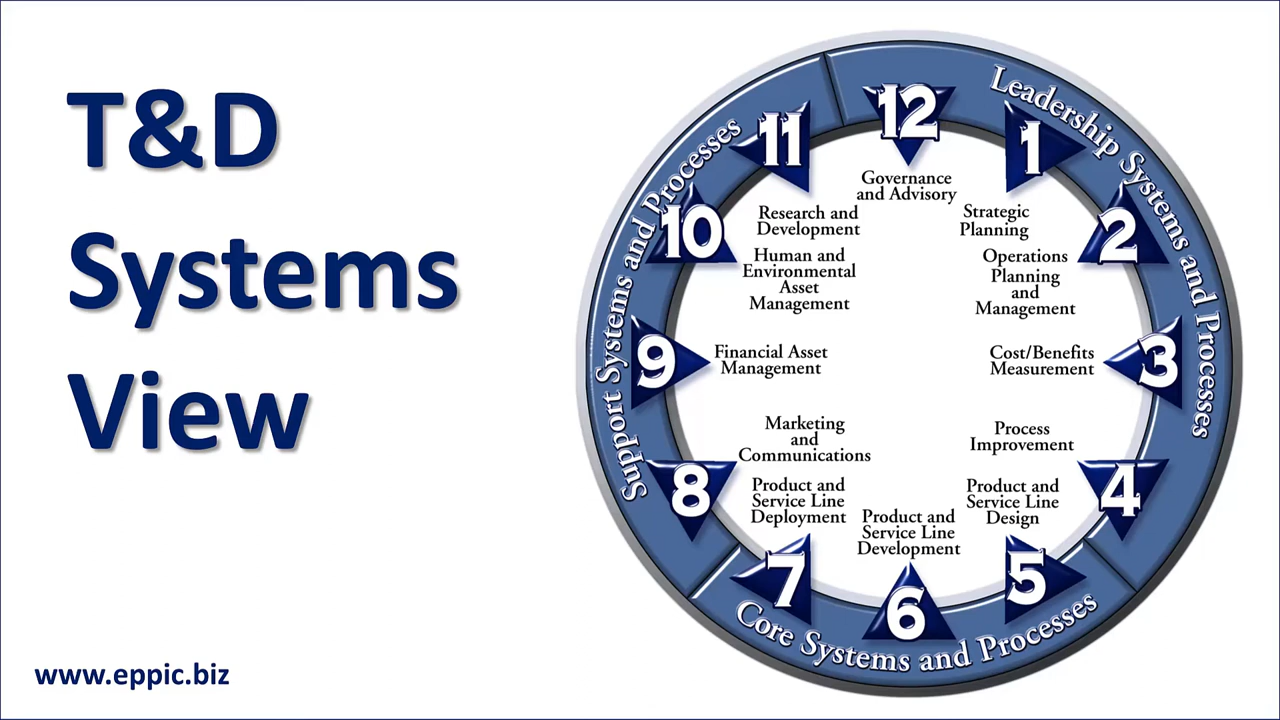 T&D
Systems
View
www.eppic.biz
Leadership Systems and Processes
Core Systems and Processes
Support Systems and Processes
12
Governance
and Advisory
1
Strategic
Planning
2
Operations
Planning
and
Management
3
Cost/Benefits
Measurement
4
Process
Improvement
5
Product and
Service Line
Design
6
Product and
Service Line
Development
7
Product and
Service Line
Deployment
8
Marketing
and
Communications
9
Financial Asset
Management
10
Human and
Environmental
Asset
Management
11
Research and
Development